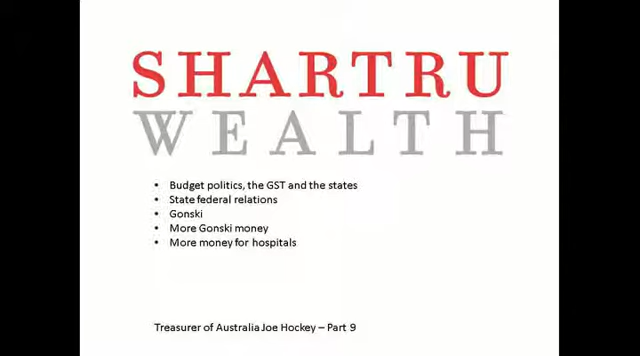 SHARTRU
WEALTH
• Budget politics, the GST and the states
• State federal relations
• Gonski
• More Gonski money
• More money for hospitals
Treasurer of Australia Joe Hockey – Part 9